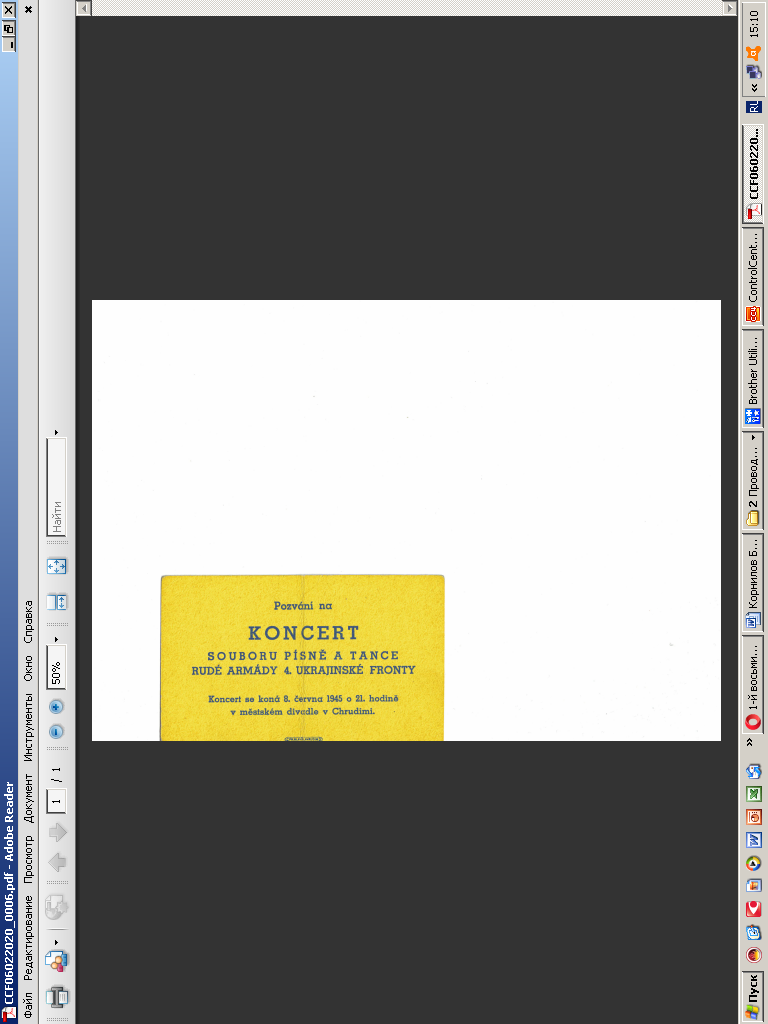 CCF06022020_0006.pdf - Adobe Reader
Файл Редактирование Просмотр Документ Инструменты Окно Справка
1 / 1 50% Найти
Pozváni na
KONCERT
SOUBORU PÍSNĚ A TANCE
RUDÉ ARMÁDY 4. UKRAJINSKÉ FRONTY
Koncert se koná 8. června 1945 o 21. hodině
v městském divadle v Chrudimi.
Пуск
1-й восьми...
Корнилов Б...
2 Провод...
Brother Utili...
ControlCent...
CCF060220...
RL
15:10